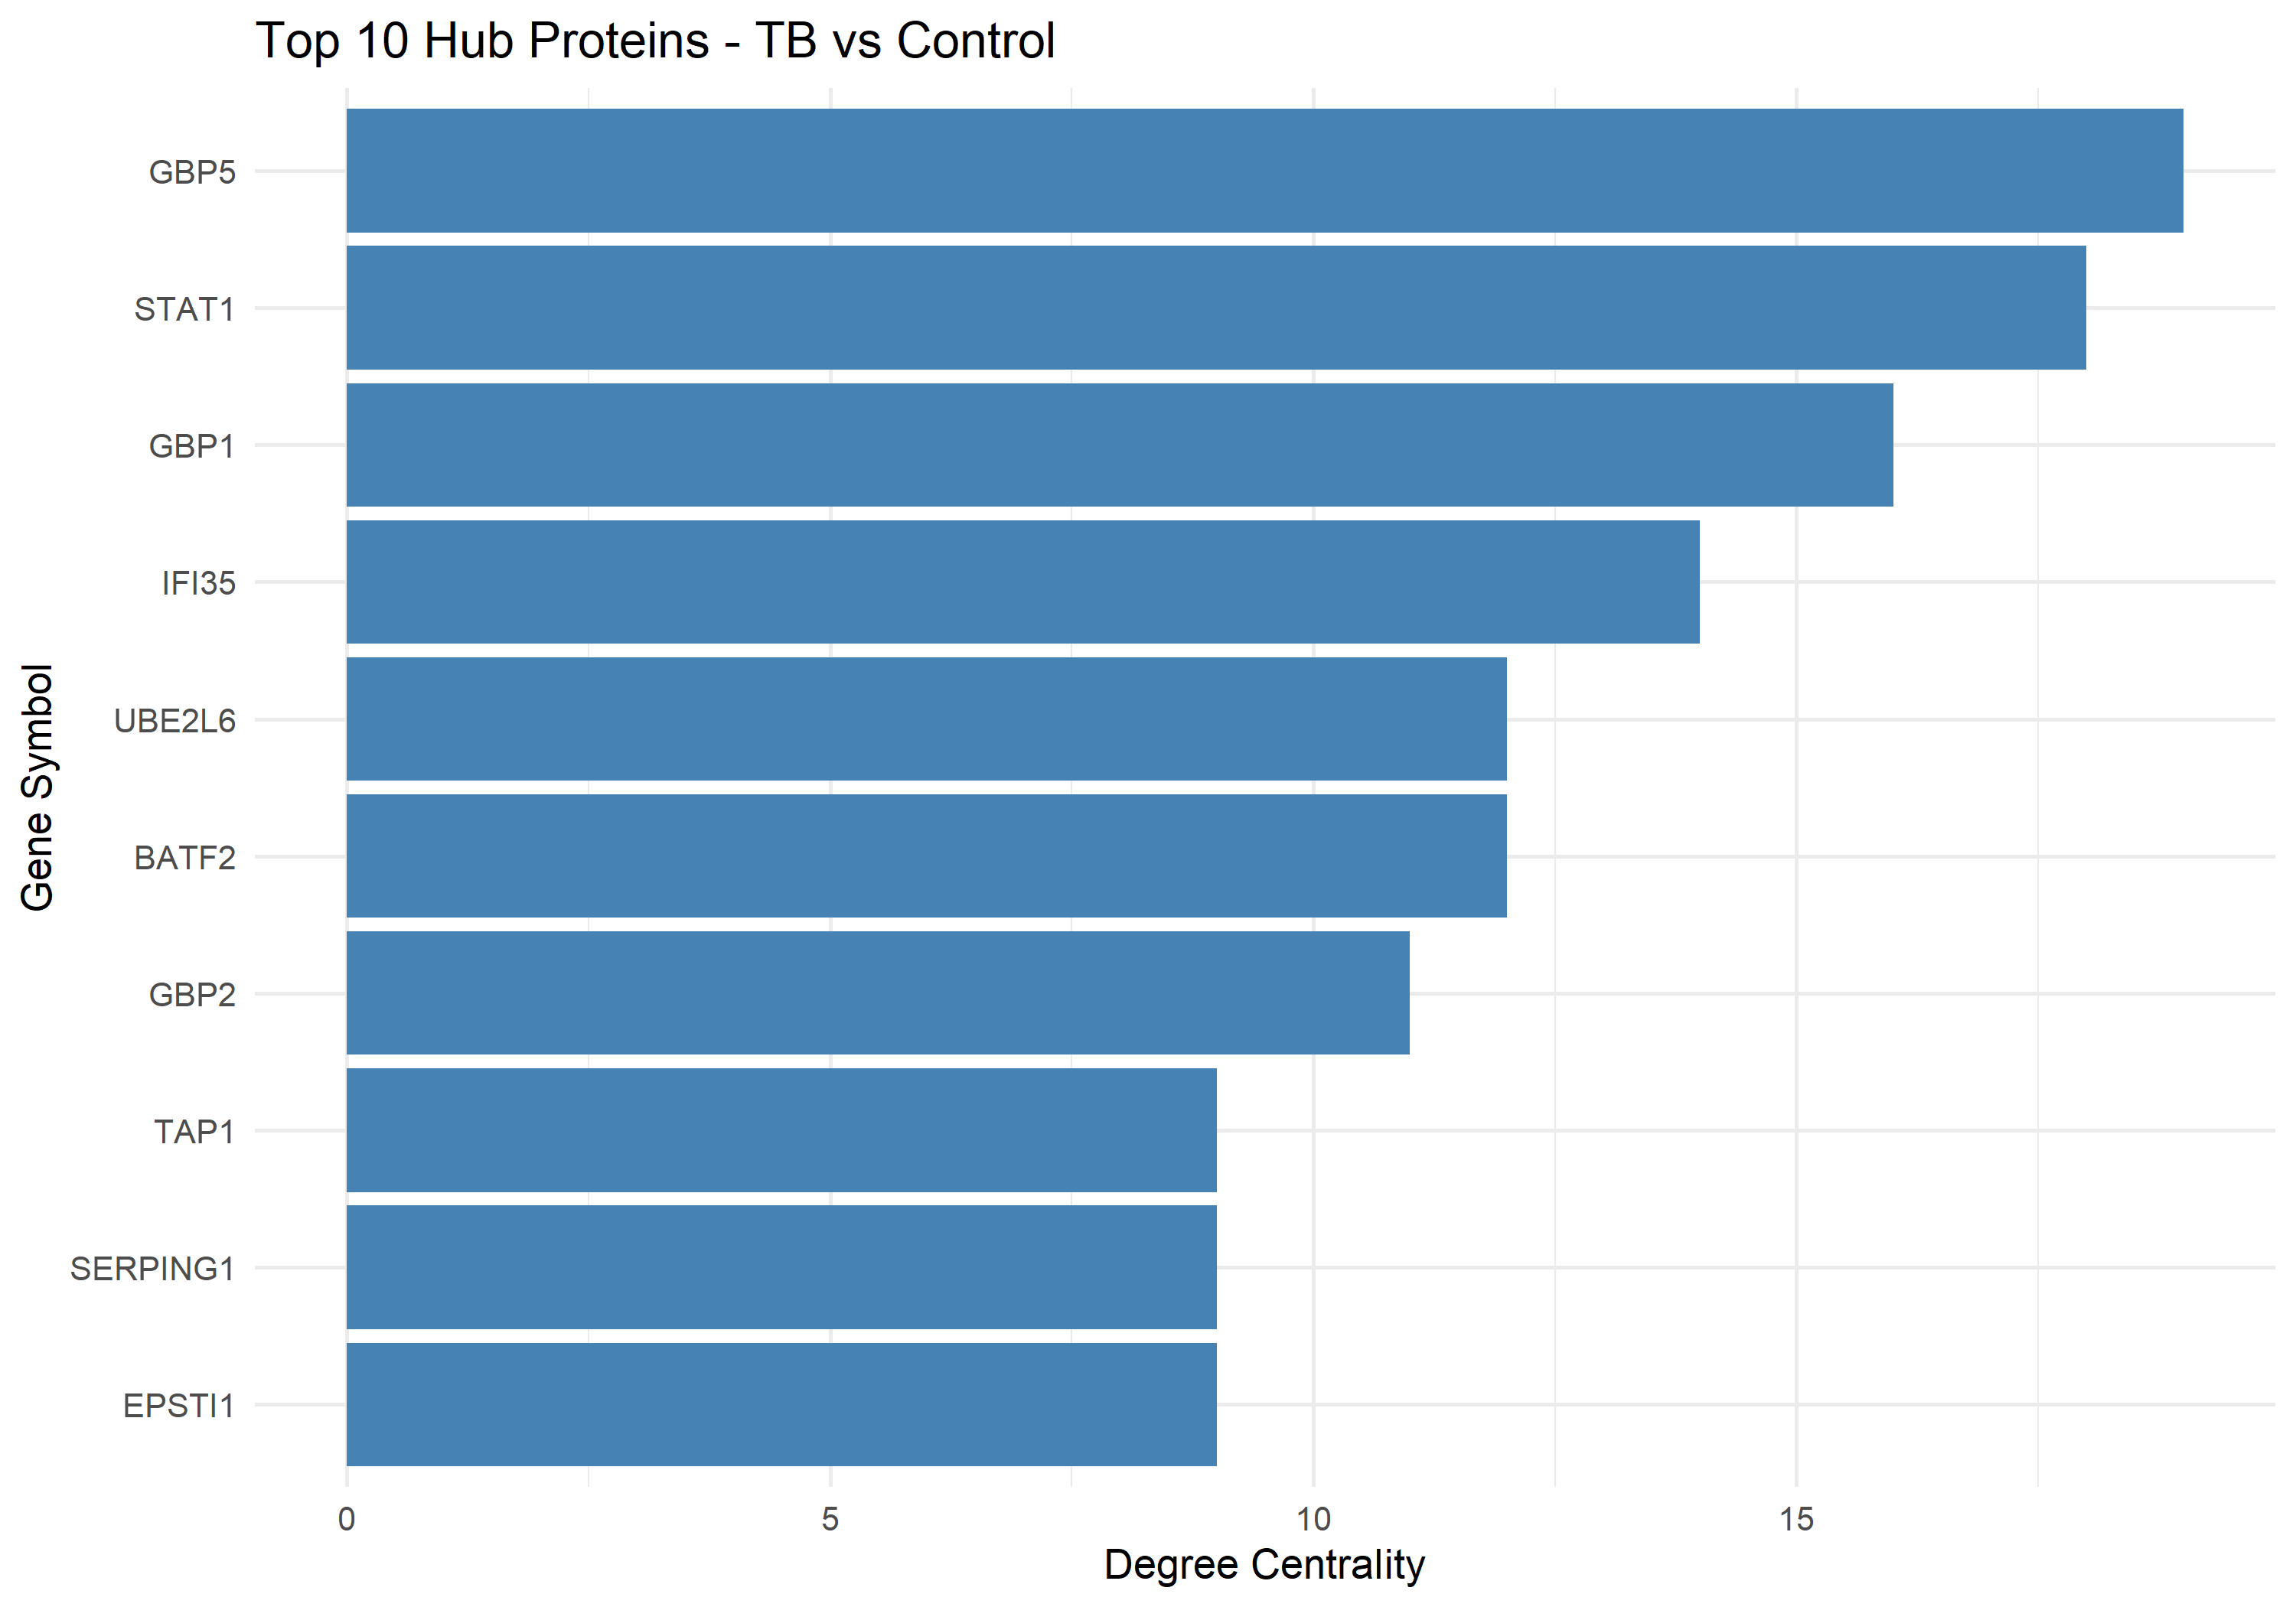 Top 10 Hub Proteins - TB vs Control
Gene Symbol
GBP5
STAT1
GBP1
IFI35
UBE2L6
BATF2
GBP2
TAP1
SERPING1
EPSTI1
0 5 10 15
Degree Centrality